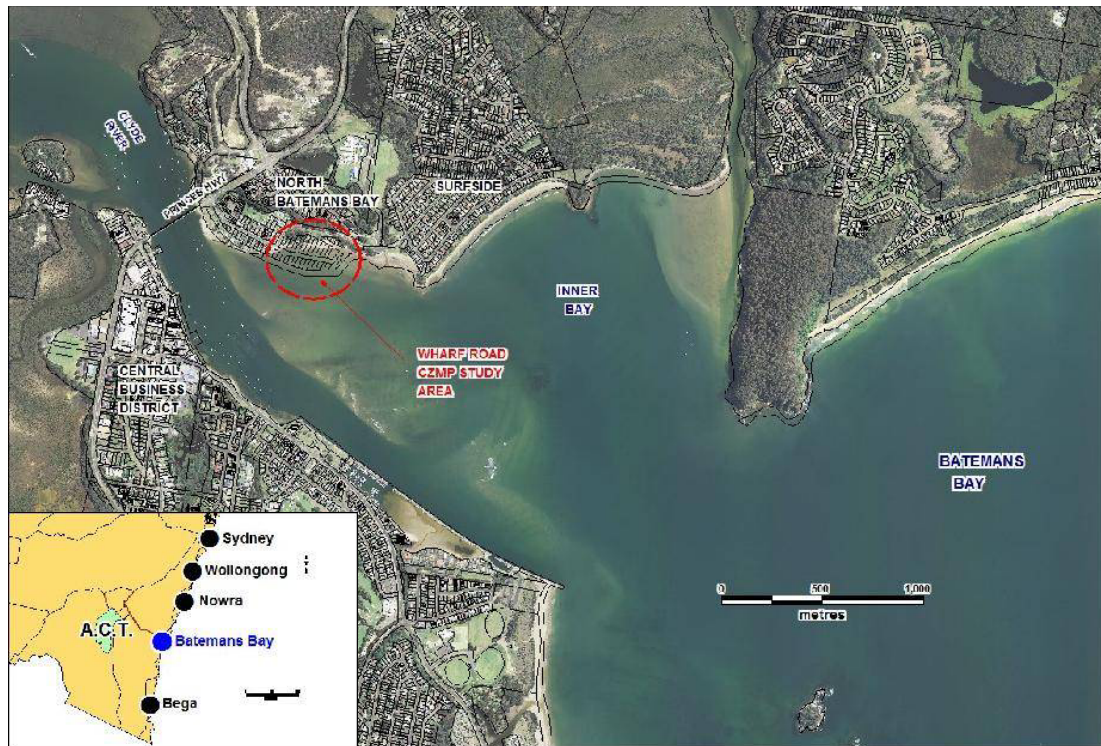 CLYDE
RIVER
PRINCES HWY
NORTH
BATEMANS BAY
SURFSIDE
INNER
BAY
WHARF ROAD
CZMP STUDY
AREA
CENTRAL
BUSINESS
DISTRICT
BATEMANS
BAY
0 500 1,000
metres
Sydney
Wollongong
Nowra
A.C.T.
Batemans Bay
Bega